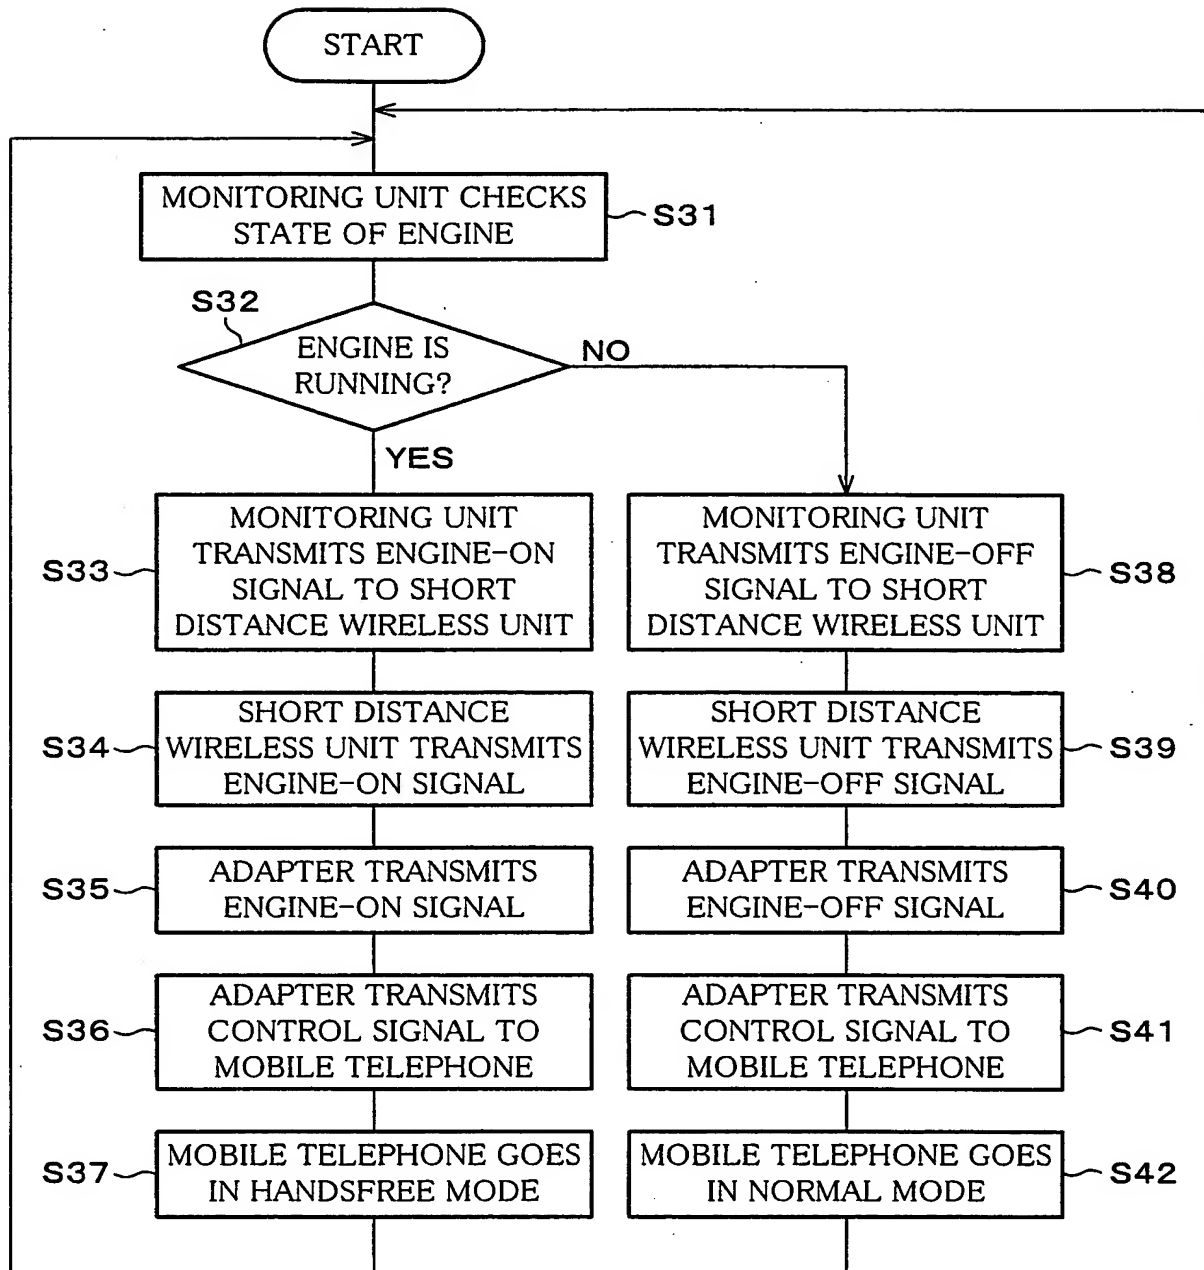 START
MONITORING UNIT CHECKS
STATE OF ENGINE
S31
S32
ENGINE IS
RUNNING?
NO
YES
S33
MONITORING UNIT
TRANSMITS ENGINE-ON
SIGNAL TO SHORT
DISTANCE WIRELESS UNIT
MONITORING UNIT
TRANSMITS ENGINE-OFF
SIGNAL TO SHORT
DISTANCE WIRELESS UNIT
S38
S34
SHORT DISTANCE
WIRELESS UNIT TRANSMITS
ENGINE-ON SIGNAL
SHORT DISTANCE
WIRELESS UNIT TRANSMITS
ENGINE-OFF SIGNAL
S39
S35
ADAPTER TRANSMITS
ENGINE-ON SIGNAL
ADAPTER TRANSMITS
ENGINE-OFF SIGNAL
S40
S36
ADAPTER TRANSMITS
CONTROL SIGNAL TO
MOBILE TELEPHONE
ADAPTER TRANSMITS
CONTROL SIGNAL TO
MOBILE TELEPHONE
S41
S37
MOBILE TELEPHONE GOES
IN HANDSFREE MODE
MOBILE TELEPHONE GOES
IN NORMAL MODE
S42